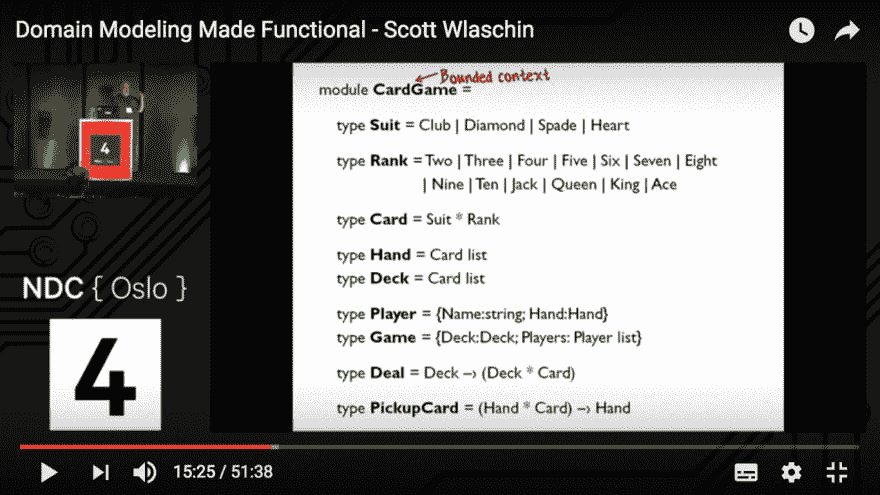 Domain Modeling Made Functional - Scott Wlaschin
4
Bounded context
module CardGame =
type Suit = Club | Diamond | Spade | Heart
type Rank = Two | Three | Four | Five | Six | Seven | Eight
| Nine | Ten | Jack | Queen | King | Ace
type Card = Suit * Rank
type Hand = Card list
type Deck = Card list
type Player = {Name:string; Hand:Hand}
type Game = {Deck:Deck; Players: Player list}
type Deal = Deck –› (Deck * Card)
type PickupCard = (Hand * Card) –› Hand
NDC { Oslo }
4
15:25 / 51:38